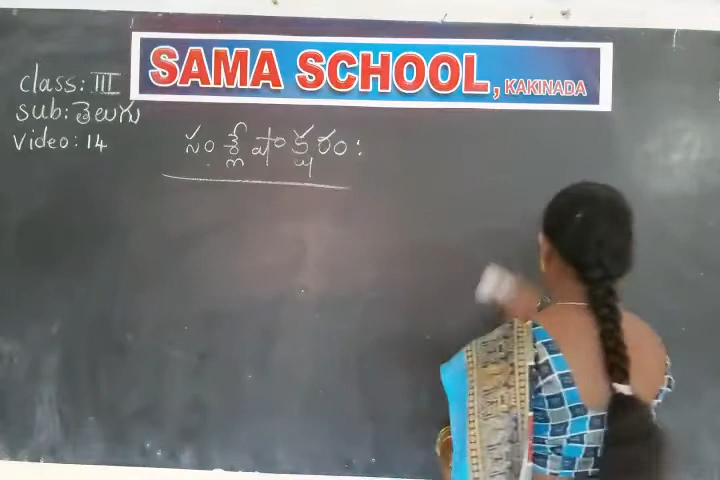 SAMA SCHOOL, KAKINADA
class: III
sub: తెలుగు
video: 14
సంశ్లేషాక్షరం: